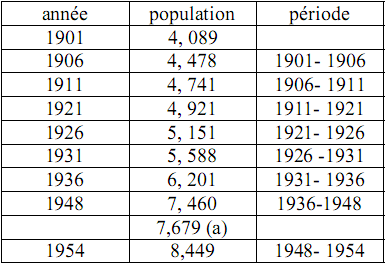 année population période
1901 4, 089
1906 4, 478 1901- 1906
1911 4, 741 1906- 1911
1921 4, 921 1911- 1921
1926 5, 151 1921- 1926
1931 5, 588 1926 -1931
1936 6, 201 1931- 1936
1948 7, 460 1936-1948
7,679 (a)
1954 8,449 1948- 1954